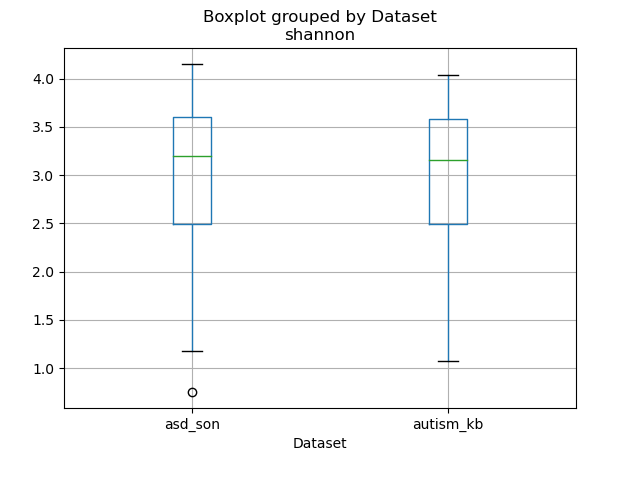 Boxplot grouped by Dataset
shannon
4.0
3.5
3.0
2.5
2.0
1.5
1.0
asd_son
autism_kb
Dataset